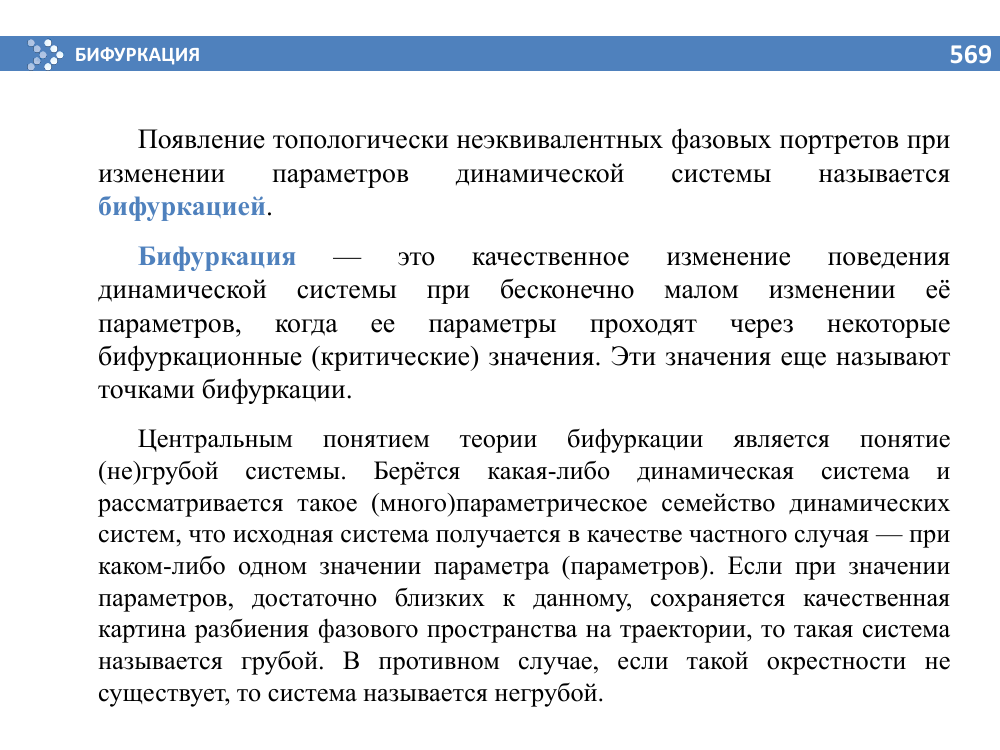 БИФУРКАЦИЯ
569
Появление топологически неэквивалентных фазовых портретов при
изменении параметров динамической системы называется
бифуркацией.
Бифуркация — это качественное изменение поведения
динамической системы при бесконечно малом изменении её
параметров, когда ее параметры проходят через некоторые
бифуркационные (критические) значения. Эти значения еще называют
точками бифуркации.
Центральным понятием теории бифуркации является понятие
(не)грубой системы. Берётся какая-либо динамическая система и
рассматривается такое (много)параметрическое семейство динамических
систем, что исходная система получается в качестве частного случая — при
каком-либо одном значении параметра (параметров). Если при значении
параметров, достаточно близких к данному, сохраняется качественная
картина разбиения фазового пространства на траектории, то такая система
называется грубой. В противном случае, если такой окрестности не
существует, то система называется негрубой.